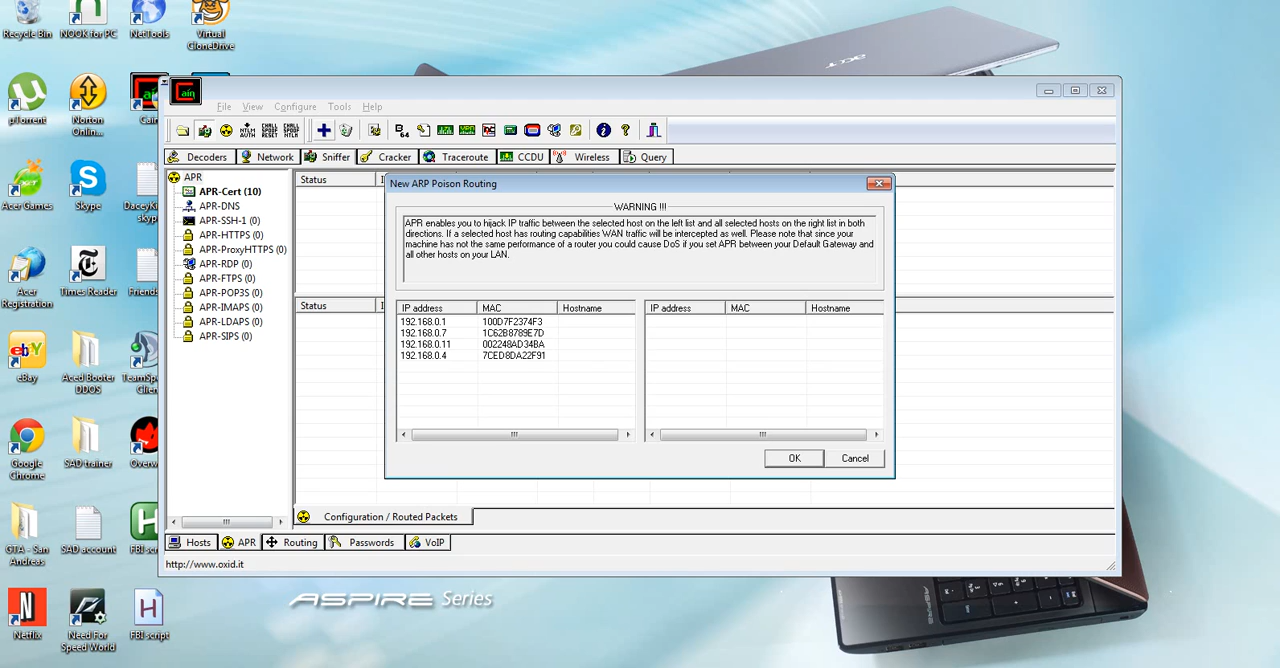 Recycle Bin
NOOK for PC
NetTools
Virtual
CloneDrive
acer
µTorrent
Norton
Onlin...
Cain
File View Configure Tools Help
Decoders Network Sniffer Cracker Traceroute CCDU Wireless Query
APR
APR-Cert (10)
APR-DNS
APR-SSH-1 (0)
APR-HTTPS (0)
APR-ProxyHTTPS (0)
APR-RDP (0)
APR-FTPS (0)
APR-POP3S (0)
APR-IMAPS (0)
APR-LDAPS (0)
APR-SIPS (0)
Status
Status
New ARP Poison Routing
WARNING !!!
APR enables you to hijack IP traffic between the selected host on the left list and all selected hosts on the right list in both
directions. If a selected host has routing capabilities WAN traffic will be intercepted as well. Please note that since your
machine has not the same performance of a router you could cause DoS if you set APR between your Default Gateway and
all other hosts on your LAN.
IP address MAC Hostname
192.168.0.1 100D7F2374F3
192.168.0.7 1C62B8789E7D
192.168.0.11 002248AD34BA
192.168.0.4 7CED8DA22F91
IP address MAC Hostname
OK Cancel
Configuration / Routed Packets
Hosts APR Routing Passwords VoIP
http://www.oxid.it
Acer Games
Skype
skyp
Acer
Registration
Times Reader
Friends
eBay
Aced Booter
DDOS
TeamSpe
Clie
Google
Chrome
SAD trainer
Overw
GTA - San
Andreas
SAD account
FBI scri
Netflix
Need For
Speed World
FBI script
ASPIRE Series
ASPIRE